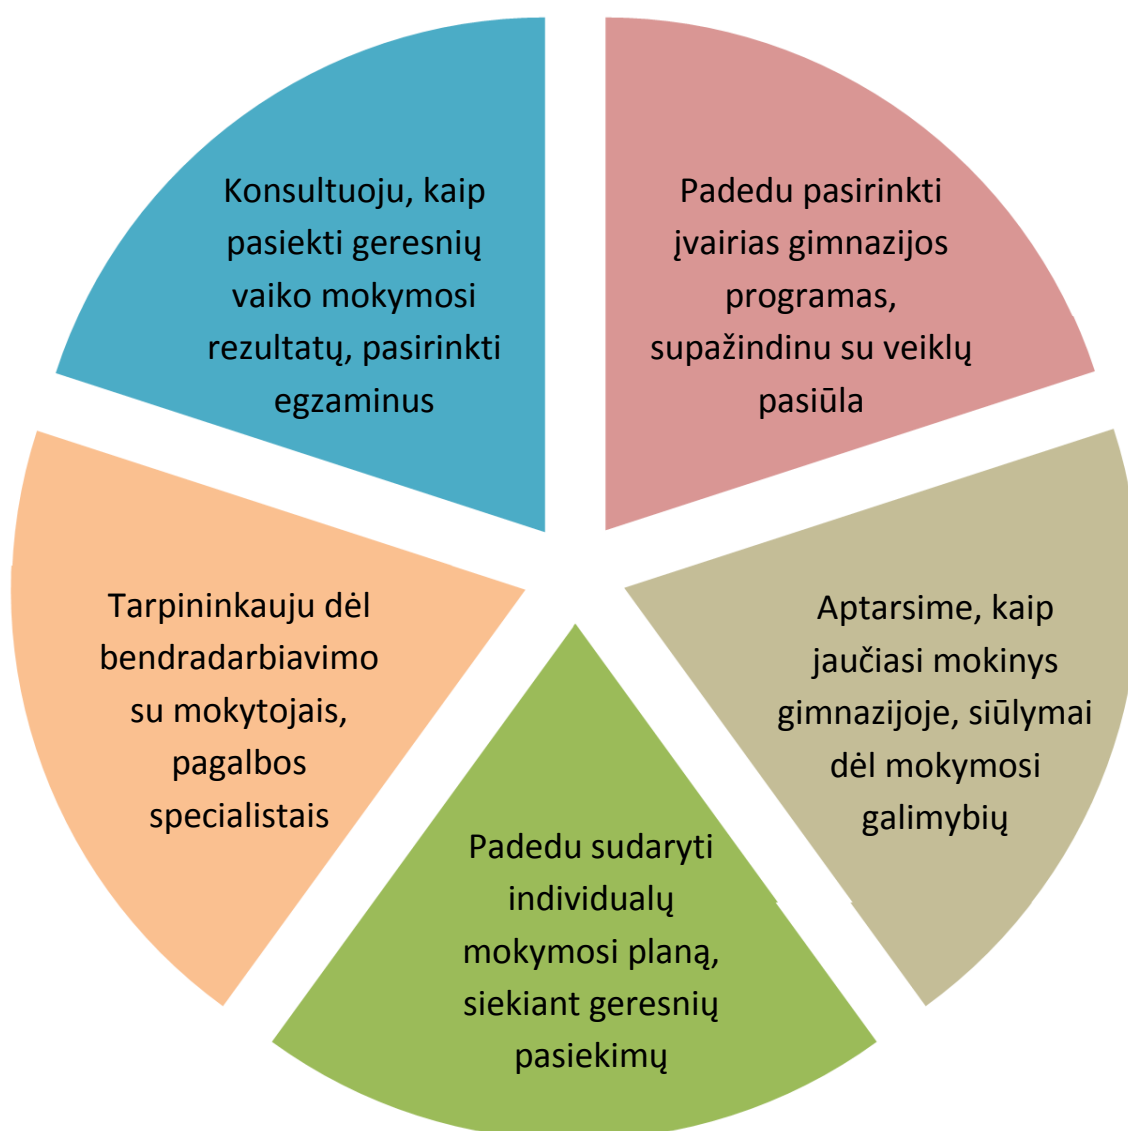 Konsultuoju, kaip
pasiekti geresnių
vaiko mokymosi
rezultatų, pasirinkti
egzaminus
Padedu pasirinkti
įvairias gimnazijos
programas,
supažindinu su veiklų
pasiūla
Tarpininkauju dėl
bendradarbiavimo
su mokytojais,
pagalbos
specialistais
Aptarsime, kaip
jaučiasi mokinys
gimnazijoje, siūlymai
dėl mokymosi
galimybių
Padedu sudaryti
individualų
mokymosi planą,
siekiant geresnių
pasiekimų